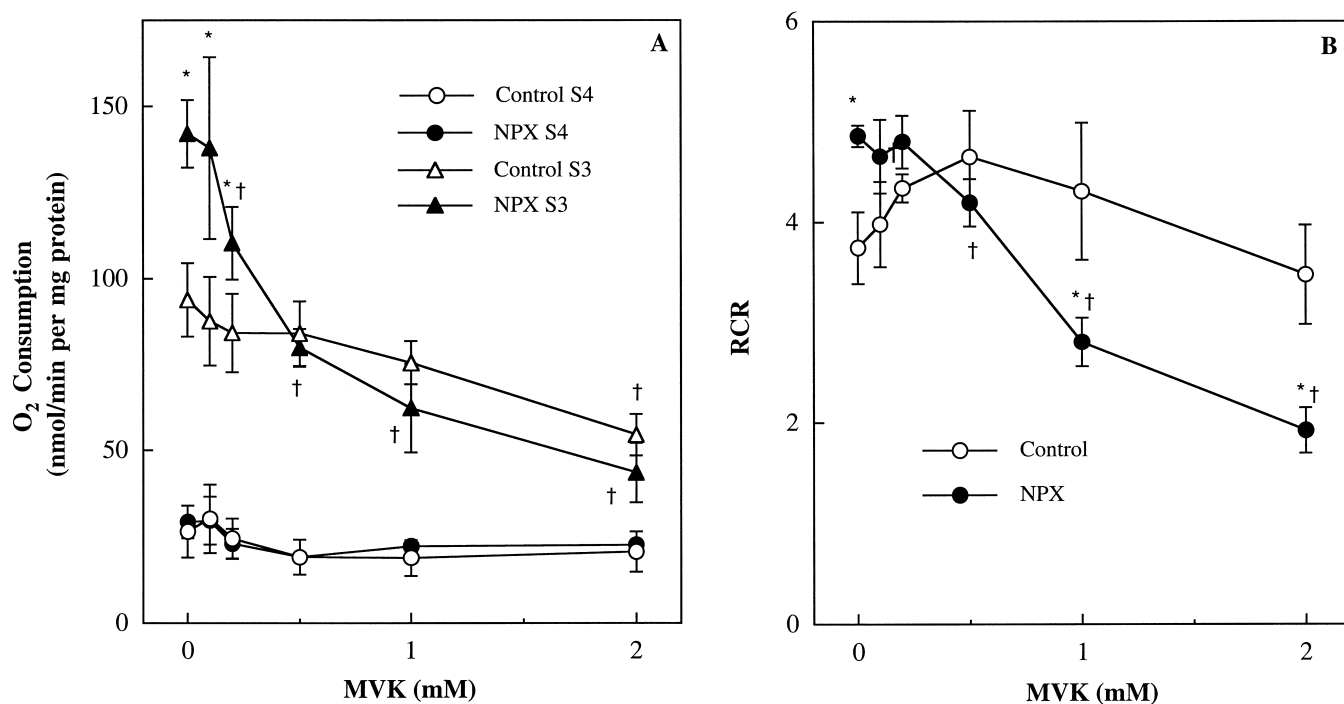 A
* *
* †
Control S4
NPX S4
Control S3
NPX S3
150
100
50
0
† † † †
0 1 2
MVK (mM)
O₂ Consumption
(nmol/min per mg protein)
B
*
†
†
* †
* †
Control
NPX
6
4
2
0
0 1 2
MVK (mM)
RCR